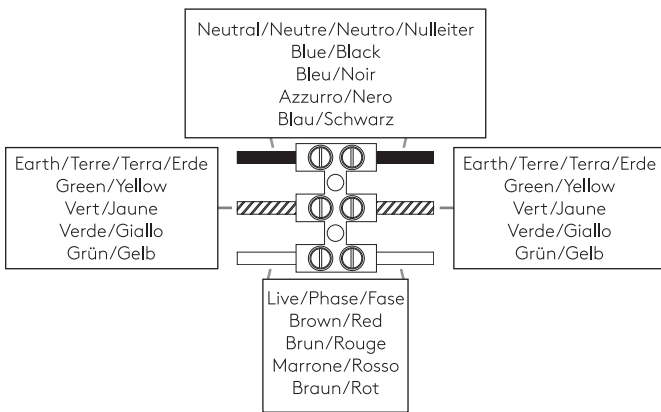 Neutral/Neutre/Neutro/Nulleiter
Blue/Black
Bleu/Noir
Azzurro/Nero
Blau/Schwarz
Earth/Terre/Terra/Erde
Green/Yellow
Vert/Jaune
Verde/Giallo
Grün/Gelb
Earth/Terre/Terra/Erde
Green/Yellow
Vert/Jaune
Verde/Giallo
Grün/Gelb
Live/Phase/Fase
Brown/Red
Brun/Rouge
Marrone/Rosso
Braun/Rot